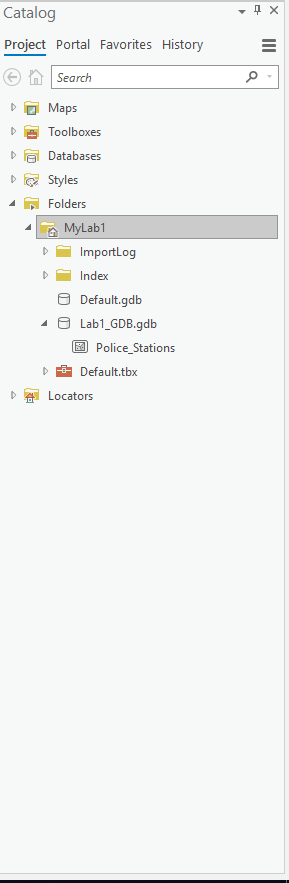 Catalog
Project Portal Favorites History
Search
Maps
Toolboxes
Databases
Styles
Folders
MyLab1
ImportLog
Index
Default.gdb
Lab1_GDB.gdb
Police_Stations
Default.tbx
Locators